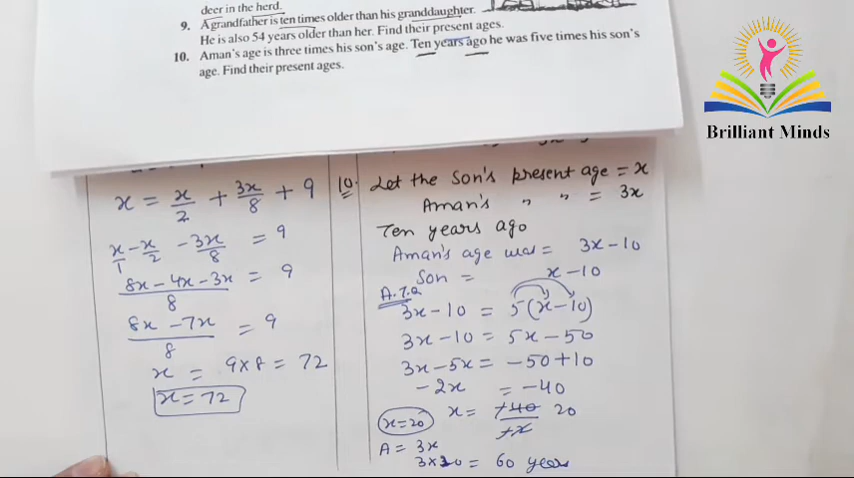 deer in the herd.
9. A grandfather is ten times older than his granddaughter.
He is also 54 years older than her. Find their present ages.
10. Aman's age is three times his son's age. Ten years ago he was five times his son's
age. Find their present ages.
Brilliant Minds
x = x/2 + 3x/8 + 9
x/1 - x/2 - 3x/8 = 9
8x - 4x - 3x / 8 = 9
8x - 7x / 8 = 9
x = 9 x 8 = 72
x = 72
10. Let the Son's present age = x
Aman's " " = 3x
Ten years ago
Aman's age was = 3x - 10
Son = x - 10
A.T.Q
3x - 10 = 5(x - 10)
3x - 10 = 5x - 50
3x - 5x = -50 + 10
-2x = -40
x = 20 x = +40/+2 20
A = 3x
3 x 20 = 60 years